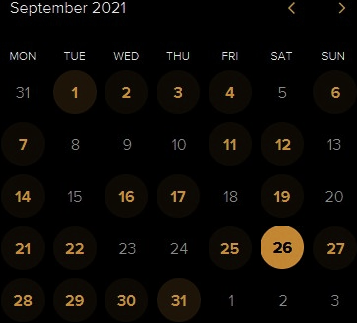 September 2021
MON TUE WED THU FRI SAT SUN
31 1 2 3 4 5 6
7 8 9 10 11 12 13
14 15 16 17 18 19 20
21 22 23 24 25 26 27
28 29 30 31 1 2 3